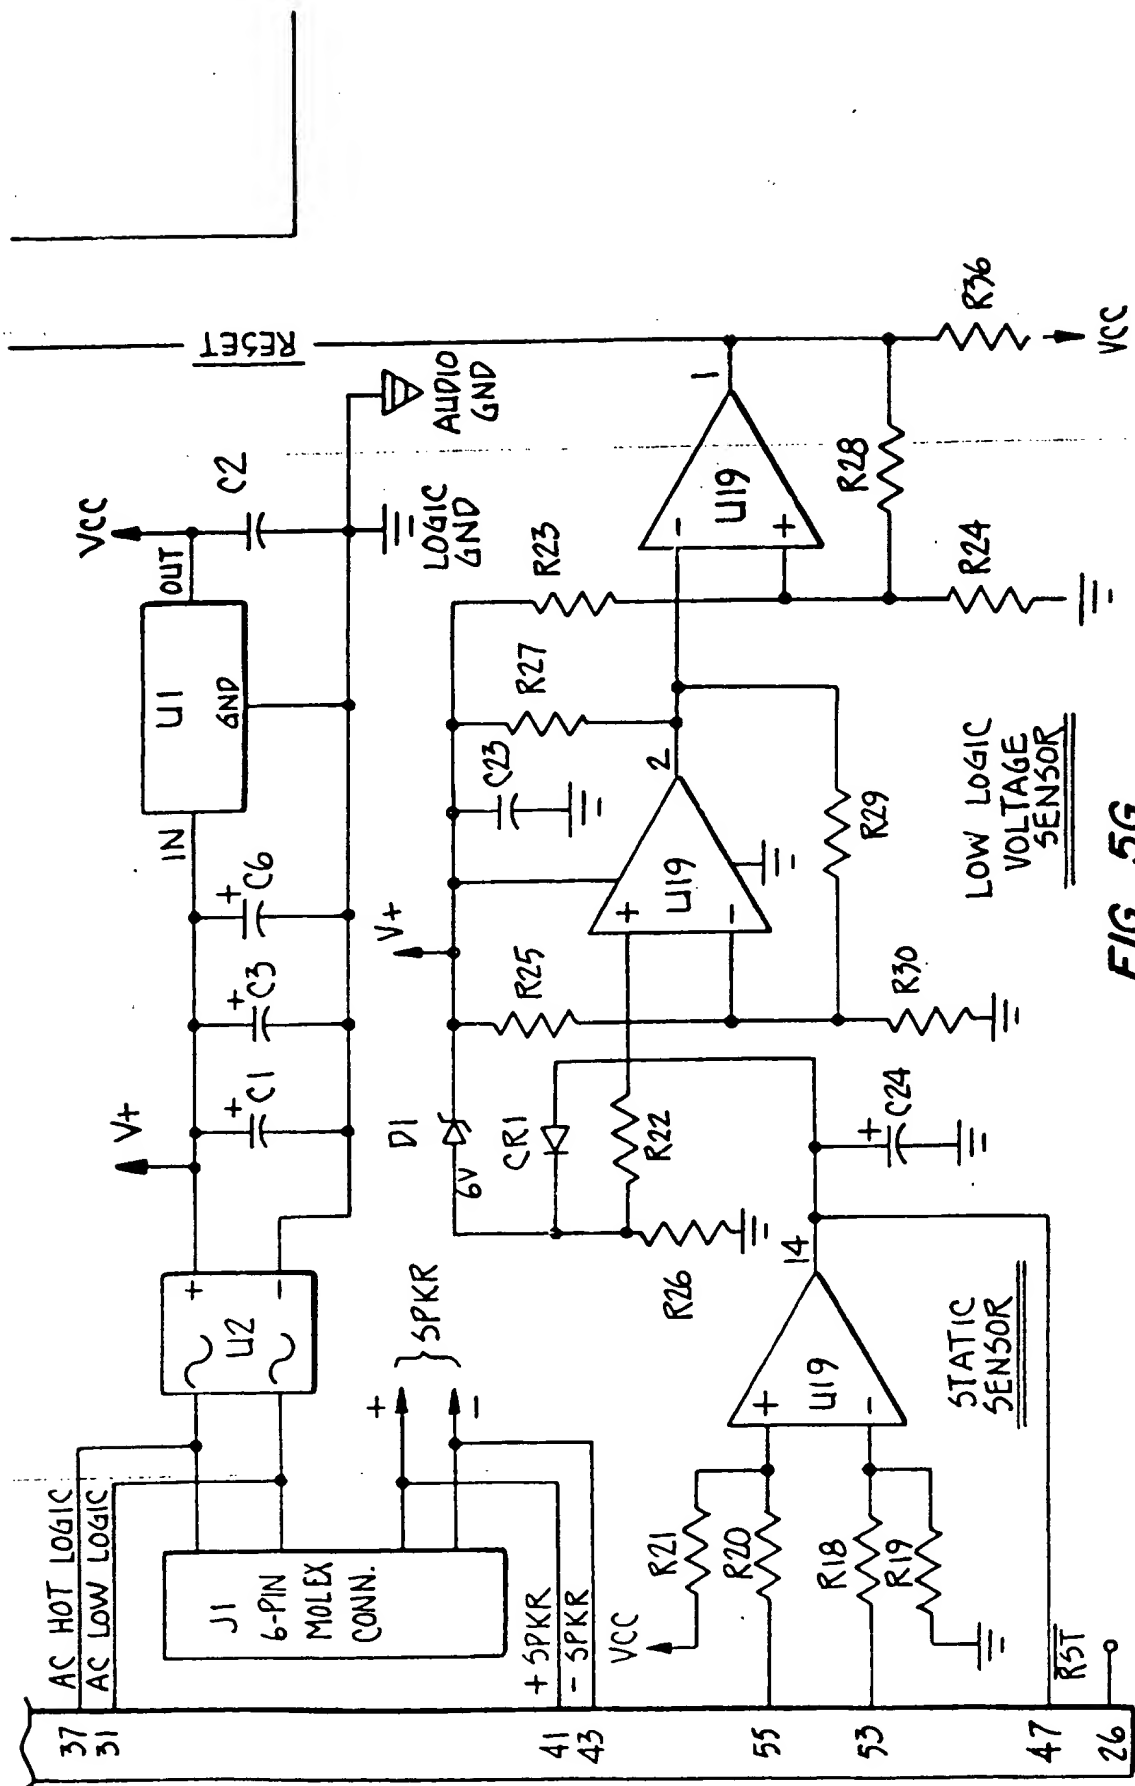 37
AC HOT LOGIC
31
AC LOW LOGIC
J1
6-PIN
MOLEX
CONN.
U2
+
-
V+
+
C1
+
C3
+
C6
IN
U1
GND
OUT
VCC
C2
LOGIC
GND
AUDIO
GND
RESET
+
-
SPKR
41
+ SPKR
43
- SPKR
D1
6V
CR1
R22
R26
V+
R25
C23
R27
R23
+
-
U19
2
-
+
U19
1
R29
R30
R28
R24
R36
VCC
LOW LOGIC
VOLTAGE
SENSOR
VCC
R21
R20
R18
R19
55
53
+
-
U19
14
+
C24
STATIC
SENSOR
47
RST
26
FIG. 5G